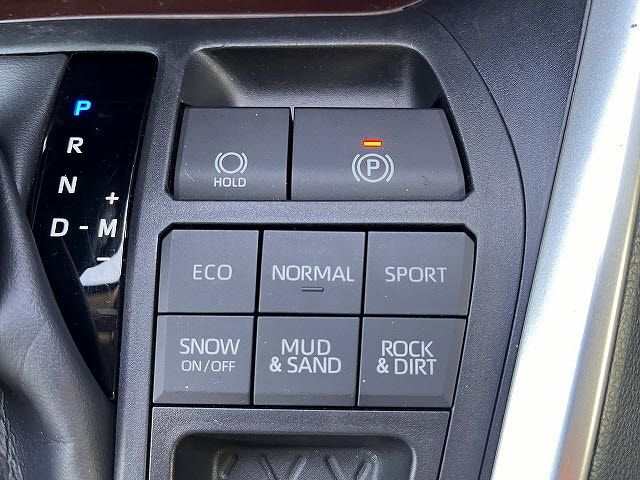 P
R
N
+
D - M
-
HOLD
P
ECO
NORMAL
SPORT
SNOW
ON/OFF
MUD
& SAND
ROCK
& DIRT